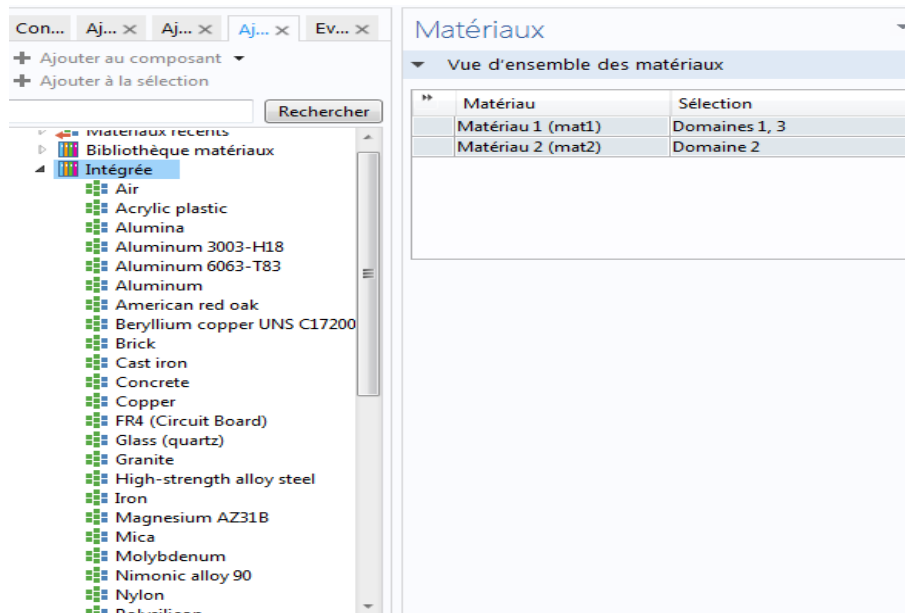 Con... Aj... Aj... Aj... Ev...
Ajouter au composant
Ajouter à la sélection
Rechercher
Matériaux récents
Bibliothèque matériaux
Intégrée
Air
Acrylic plastic
Alumina
Aluminum 3003-H18
Aluminum 6063-T83
Aluminum
American red oak
Beryllium copper UNS C17200
Brick
Cast iron
Concrete
Copper
FR4 (Circuit Board)
Glass (quartz)
Granite
High-strength alloy steel
Iron
Magnesium AZ31B
Mica
Molybdenum
Nimonic alloy 90
Nylon
Polysilicon
Matériaux
Vue d'ensemble des matériaux
Matériau Sélection
Matériau 1 (mat1) Domaines 1, 3
Matériau 2 (mat2) Domaine 2